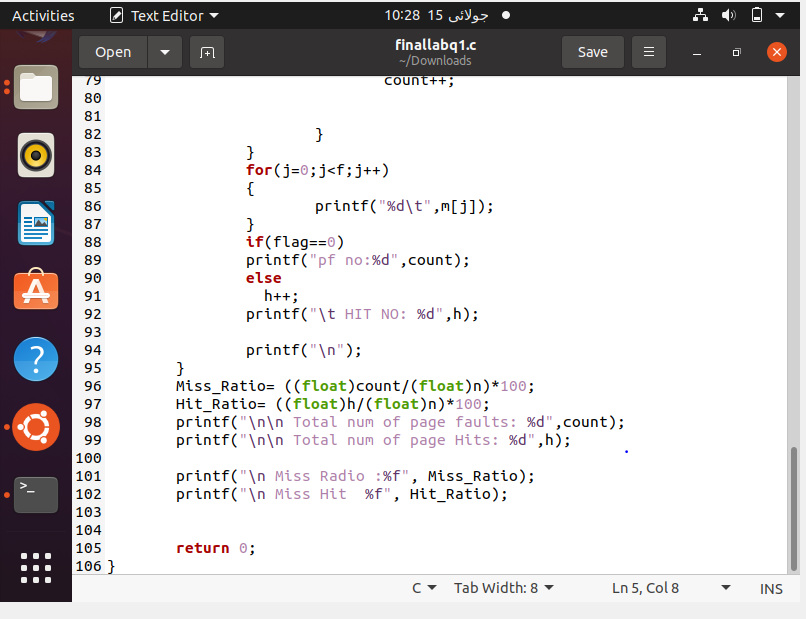 Activities Text Editor 10:28 15 جولائی
Open finallabq1.c Save
~/Downloads
79 count++;
80
81
82 }
83 }
84 for(j=0;j<f;j++)
85 {
86 printf("%d\t",m[j]);
87 }
88 if(flag==0)
89 printf("pf no:%d",count);
90 else
91 h++;
92 printf("\t HIT NO: %d",h);
93
94 printf("\n");
95 }
96 Miss_Ratio= ((float)count/(float)n)*100;
97 Hit_Ratio= ((float)h/(float)n)*100;
98 printf("\n\n Total num of page faults: %d",count);
99 printf("\n\n Total num of page Hits: %d",h);
100
101 printf("\n Miss Radio :%f", Miss_Ratio);
102 printf("\n Miss Hit  %f", Hit_Ratio);
103
104
105 return 0;
106 }
C Tab Width: 8 Ln 5, Col 8 INS